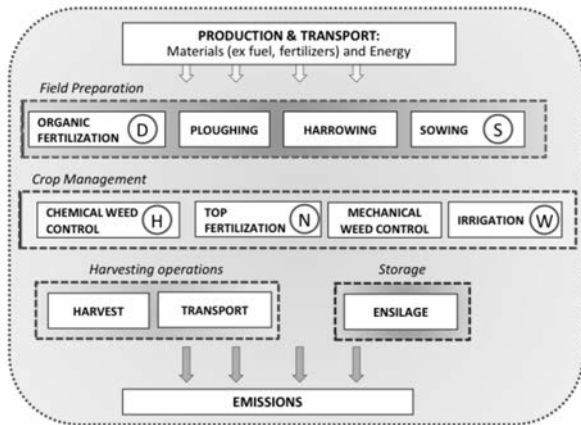 PRODUCTION & TRANSPORT:
Materials (ex fuel, fertilizers) and Energy
Field Preparation
ORGANIC
FERTILIZATION D
PLOUGHING
HARROWING
SOWING S
Crop Management
CHEMICAL WEED
CONTROL H
TOP
FERTILIZATION N
MECHANICAL
WEED CONTROL
IRRIGATION W
Harvesting operations
Storage
HARVEST
TRANSPORT
ENSILAGE
EMISSIONS